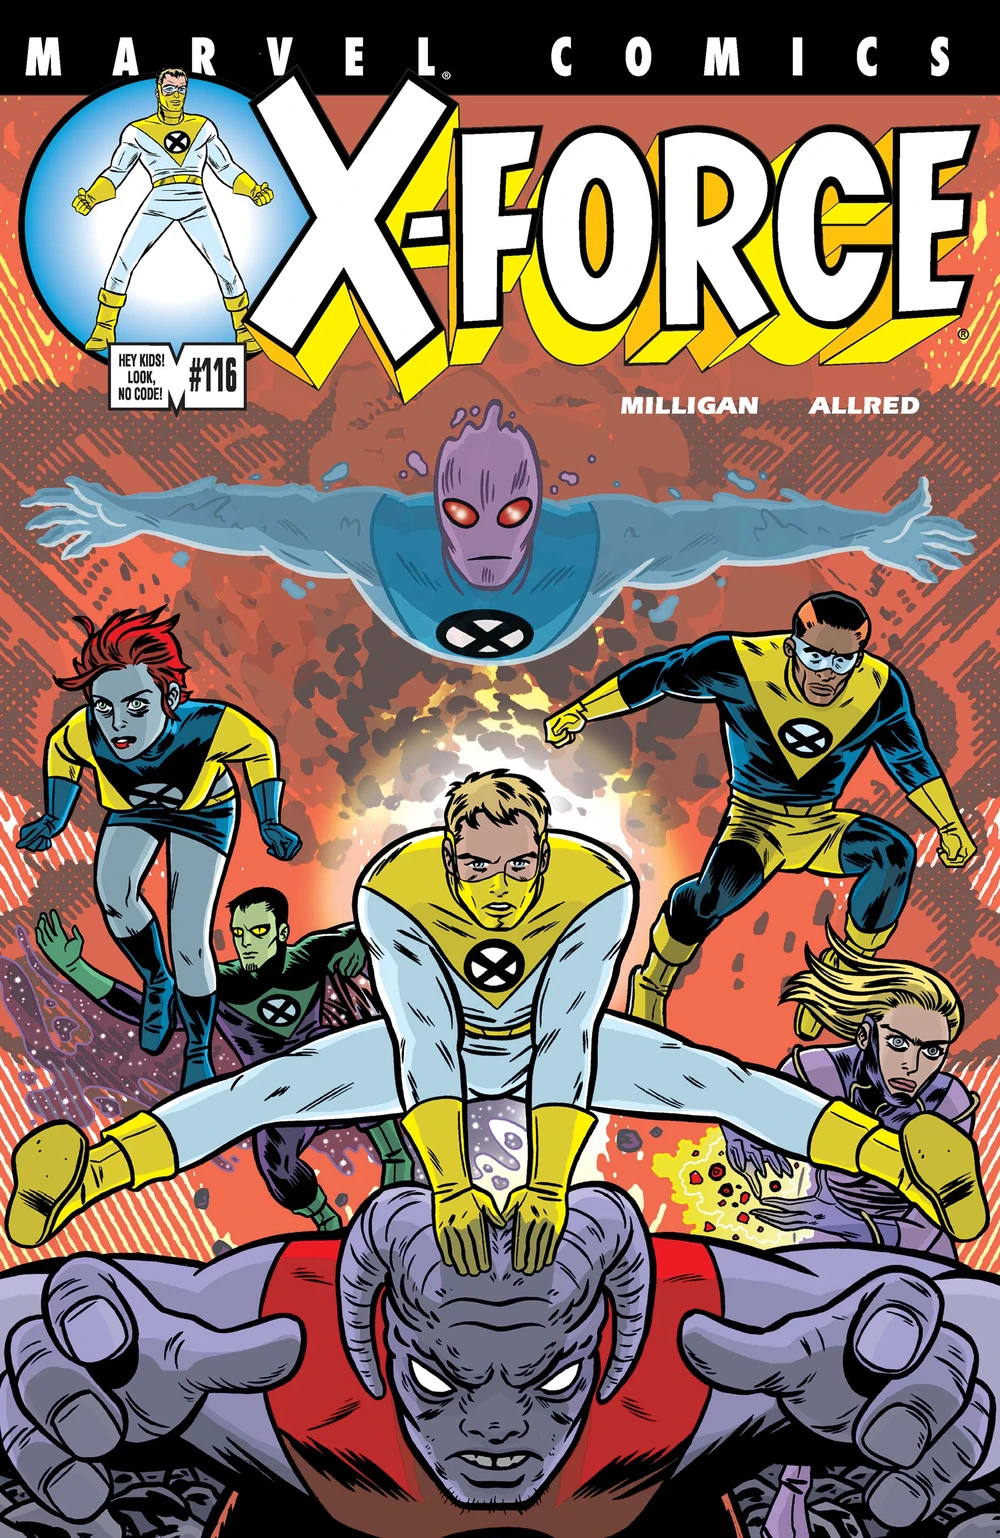 MARVEL COMICS
X-FORCE
HEY KIDS!
LOOK,
NO CODE!
#116
MILLIGAN ALLRED